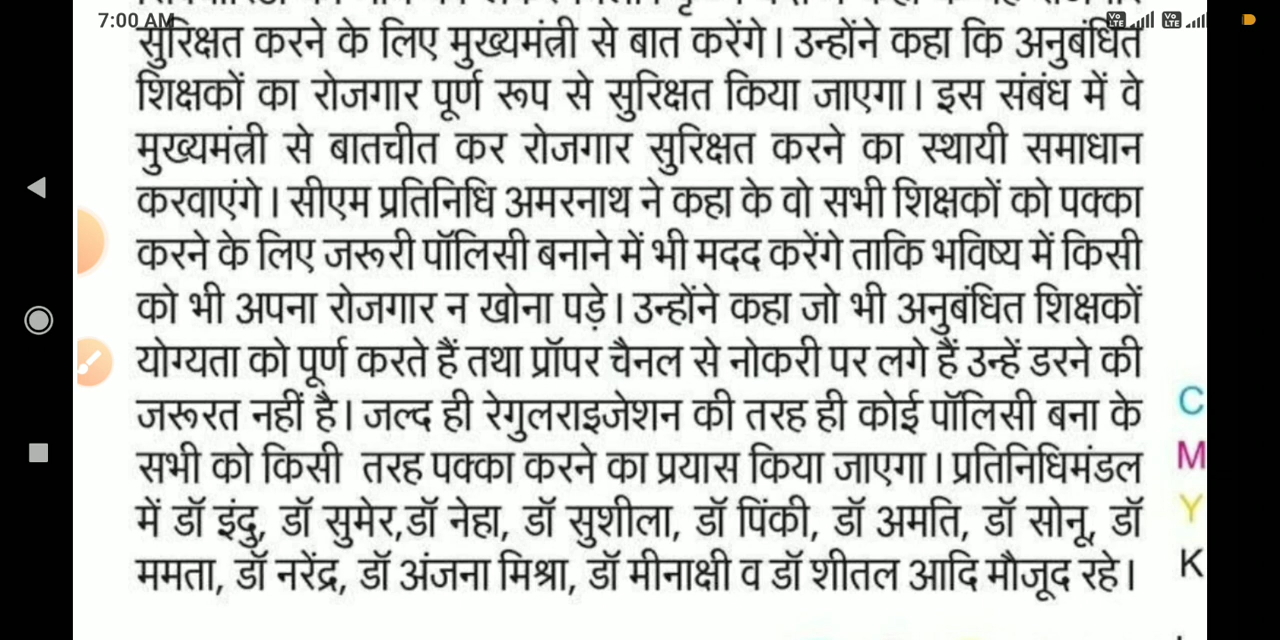 7:00 AM
सुरिक्षत करने के लिए मुख्यमंत्री से बात करेंगे। उन्होंने कहा कि अनुबंधित
शिक्षकों का रोजगार पूर्ण रूप से सुरिक्षत किया जाएगा। इस संबंध में वे
मुख्यमंत्री से बातचीत कर रोजगार सुरिक्षत करने का स्थायी समाधान
करवाएंगे। सीएम प्रतिनिधि अमरनाथ ने कहा के वो सभी शिक्षकों को पक्का
करने के लिए जरूरी पॉलिसी बनाने में भी मदद करेंगे ताकि भविष्य में किसी
को भी अपना रोजगार न खोना पड़े। उन्होंने कहा जो भी अनुबंधित शिक्षकों
योग्यता को पूर्ण करते हैं तथा प्रॉपर चैनल से नोकरी पर लगे हैं उन्हें डरने की
जरूरत नहीं है। जल्द ही रेगुलराइजेशन की तरह ही कोई पॉलिसी बना के
सभी को किसी तरह पक्का करने का प्रयास किया जाएगा। प्रतिनिधिमंडल
में डॉ इंदु, डॉ सुमेर,डॉ नेहा, डॉ सुशीला, डॉ पिंकी, डॉ अमति, डॉ सोनू, डॉ
ममता, डॉ नरेंद्र, डॉ अंजना मिश्रा, डॉ मीनाक्षी व डॉ शीतल आदि मौजूद रहे।
C
M
Y
K